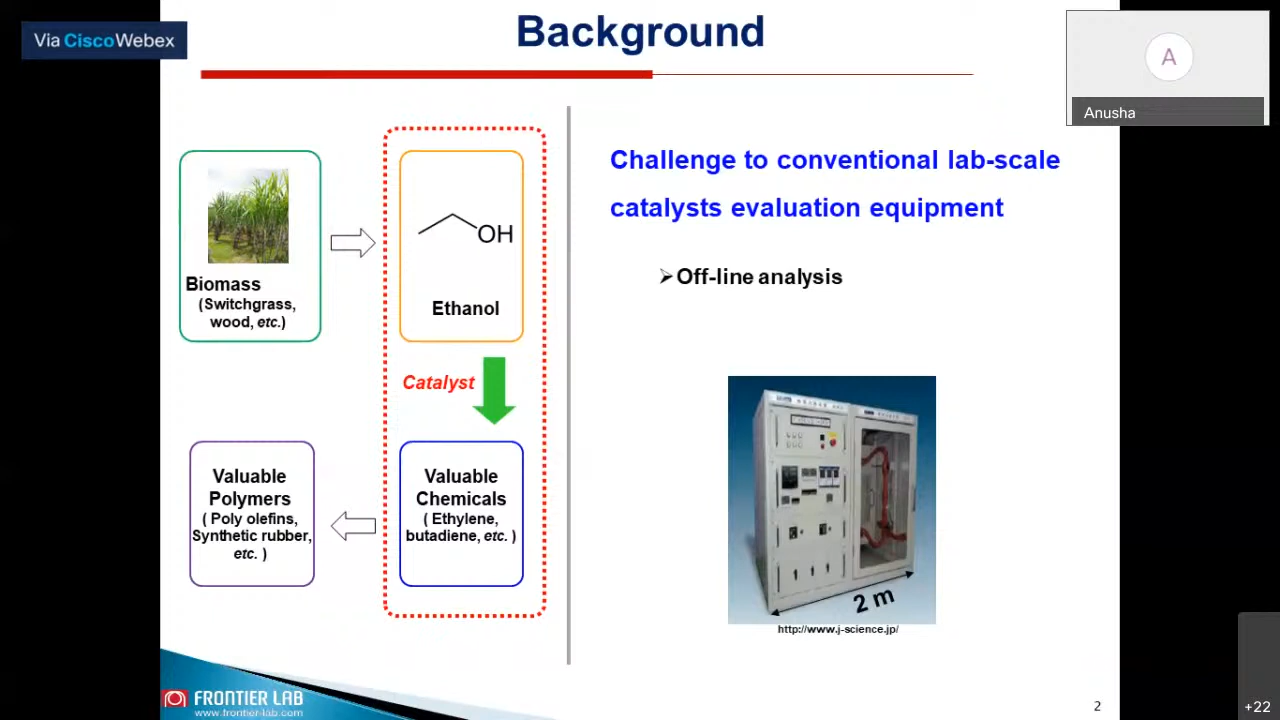 Via CiscoWebex
Background
A
Anusha
Biomass
(Switchgrass,
wood, etc.)
OH
Ethanol
Catalyst
Valuable
Chemicals
( Ethylene,
butadiene, etc. )
Valuable
Polymers
( Poly olefins,
Synthetic rubber,
etc. )
Challenge to conventional lab-scale
catalysts evaluation equipment
➢Off-line analysis
2 m
http://www.j-science.jp/
FRONTIER LAB
www.frontier-lab.com
2
+22